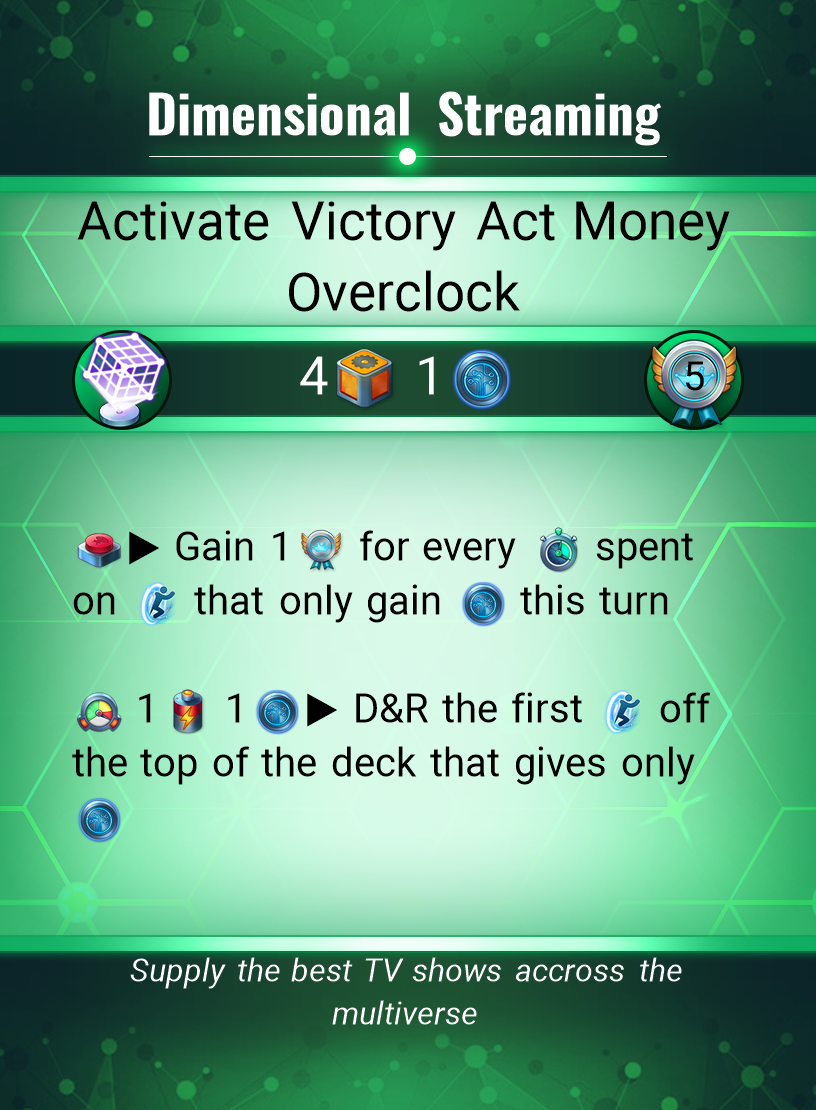 Dimensional Streaming
Activate Victory Act Money
Overclock
4 1 5
▶ Gain 1 for every spent
on that only gain this turn
1 1 ▶ D&R the first off
the top of the deck that gives only
Supply the best TV shows accross the
multiverse